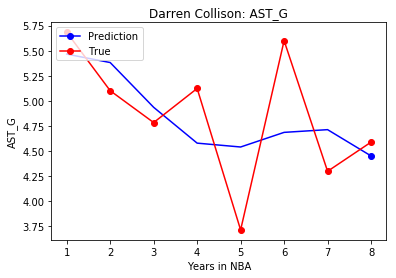 Darren Collison: AST_G
Prediction
True
5.75
5.50
5.25
5.00
4.75
4.50
4.25
4.00
3.75
AST_G
1 2 3 4 5 6 7 8
Years in NBA